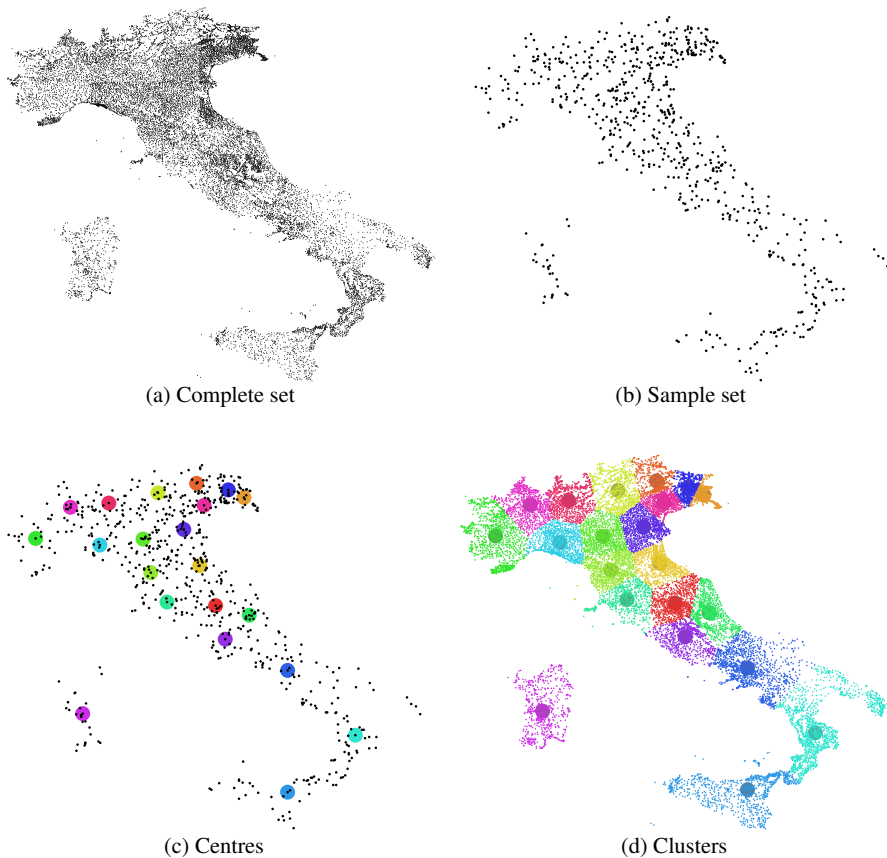 (a) Complete set
(b) Sample set
(c) Centres
(d) Clusters